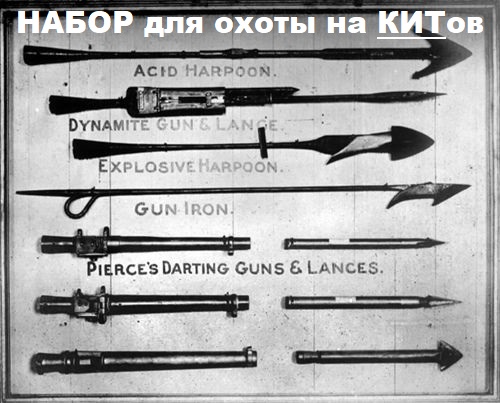 НАБОР для охоты на КИТов
ACID HARPOON.
DYNAMITE GUN & LANCE.
EXPLOSIVE HARPOON.
GUN IRON.
PIERCE'S DARTING GUNS & LANCES.